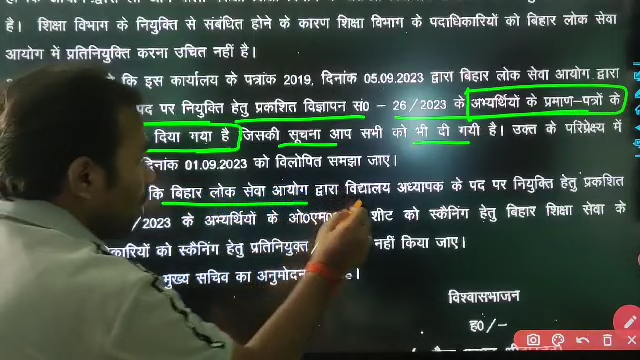 है। शिक्षा विभाग के नियुक्ति से संबंधित होने के कारण शिक्षा विभाग के पदाधिकारियों को बिहार लोक सेवा
आयोग में प्रतिनियुक्ति करना उचित नहीं है।
है कि इस कार्यालय के पत्रांक 2019, दिनांक 05.09.2023 द्वारा बिहार लोक सेवा आयोग द्वारा
पद पर नियुक्ति हेतु प्रकशित विज्ञापन सं0 – 26/2023 के अभ्यर्थियों के प्रमाण-पत्रों के
दिया गया है जिसकी सूचना आप सभी को भी दी गयी है। उक्त के परिप्रेक्ष्य में
दिनांक 01.09.2023 को विलोपित समझा जाए।
कि बिहार लोक सेवा आयोग द्वारा विद्यालय अध्यापक के पद पर नियुक्ति हेतु प्रकशित
/2023 के अभ्यर्थियों के ओ0एम0 शीट को स्कैनिंग हेतु बिहार शिक्षा सेवा के
को स्कैनिंग हेतु प्रतिनियुक्त नहीं किया जाए।
मुख्य सचिव का अनुमोदन
विश्वासभाजन
ह0/-